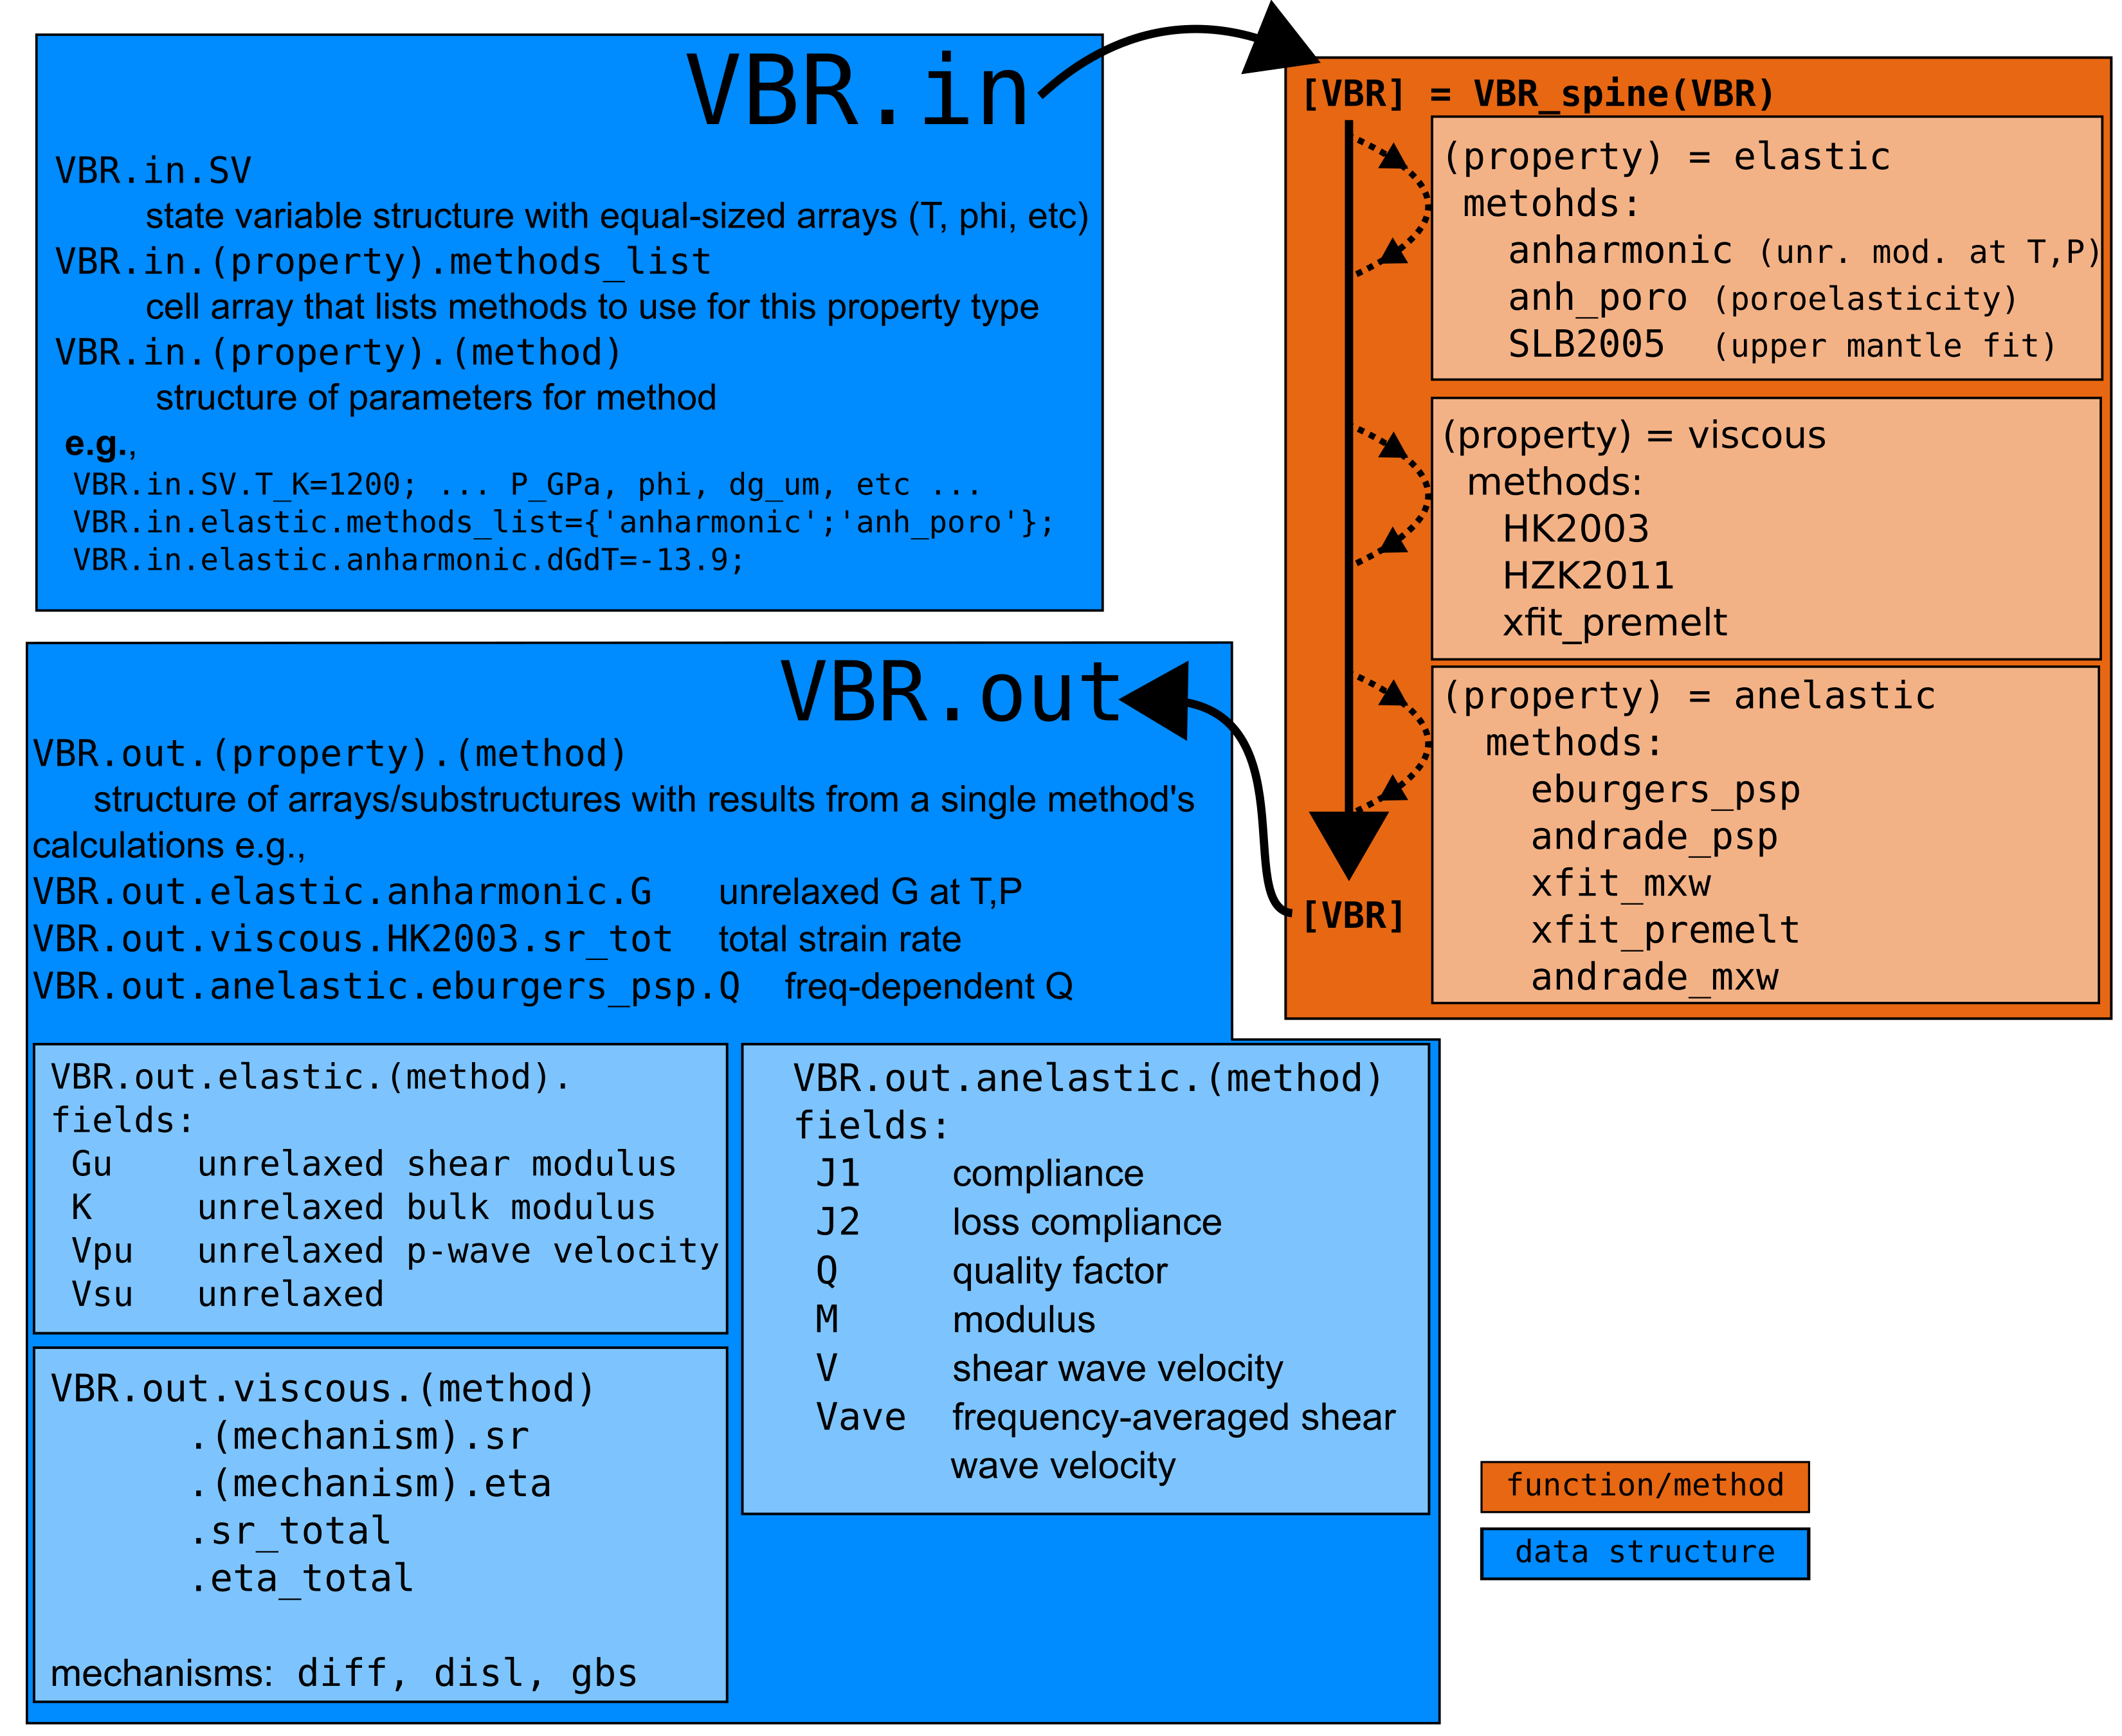 VBR.in
VBR.in.SV
state variable structure with equal-sized arrays (T, phi, etc)
VBR.in.(property).methods_list
cell array that lists methods to use for this property type
VBR.in.(property).(method)
structure of parameters for method
e.g.,
VBR.in.SV.T_K=1200; ... P_GPa, phi, dg_um, etc ...
VBR.in.elastic.methods_list={'anharmonic';'anh_poro'};
VBR.in.elastic.anharmonic.dGdT=-13.9;
[VBR] = VBR_spine(VBR)
(property) = elastic
metohds:
anharmonic (unr. mod. at T,P)
anh_poro (poroelasticity)
SLB2005 (upper mantle fit)
(property) = viscous
methods:
HK2003
HZK2011
xfit_premelt
(property) = anelastic
methods:
eburgers_psp
andrade_psp
xfit_mxw
xfit_premelt
andrade_mxw
[VBR]
VBR.out
VBR.out.(property).(method)
structure of arrays/substructures with results from a single method's
calculations e.g.,
VBR.out.elastic.anharmonic.G unrelaxed G at T,P
VBR.out.viscous.HK2003.sr_tot total strain rate
VBR.out.anelastic.eburgers_psp.Q freq-dependent Q
VBR.out.elastic.(method).
fields:
Gu unrelaxed shear modulus
K unrelaxed bulk modulus
Vpu unrelaxed p-wave velocity
Vsu unrelaxed
VBR.out.viscous.(method)
.(mechanism).sr
.(mechanism).eta
.sr_total
.eta_total
mechanisms: diff, disl, gbs
VBR.out.anelastic.(method)
fields:
J1 compliance
J2 loss compliance
Q quality factor
M modulus
V shear wave velocity
Vave frequency-averaged shear
wave velocity
function/method
data structure